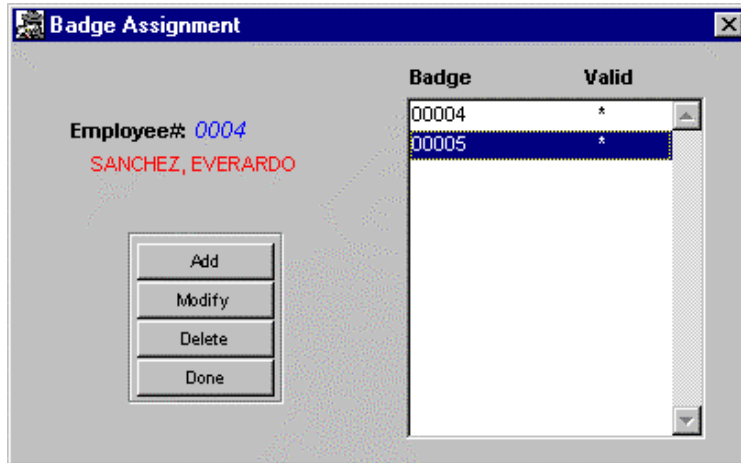 Badge Assignment
Badge Valid
00004 *
00005 *
Employee#: 0004
SANCHEZ, EVERARDO
Add
Modify
Delete
Done